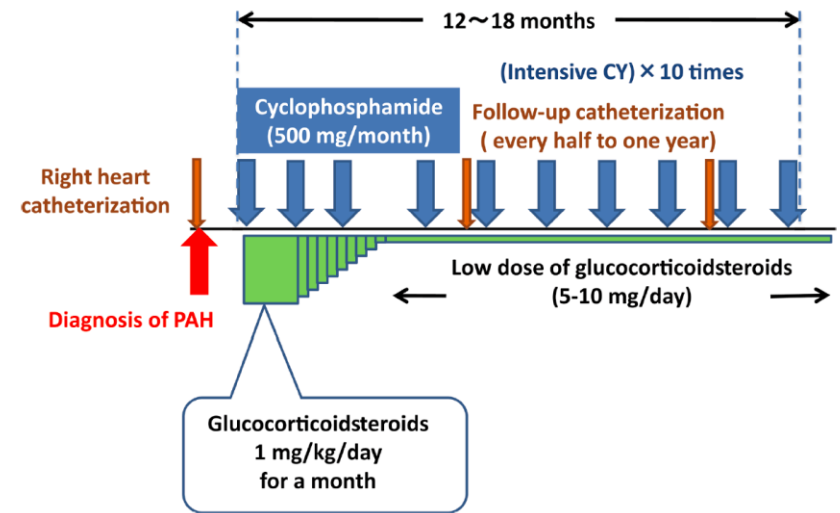 12～18 months
(Intensive CY) × 10 times
Cyclophosphamide
(500 mg/month)
Follow-up catheterization
( every half to one year)
Right heart
catheterization
Low dose of glucocorticoidsteroids
(5-10 mg/day)
Diagnosis of PAH
Glucocorticoidsteroids
1 mg/kg/day
for a month